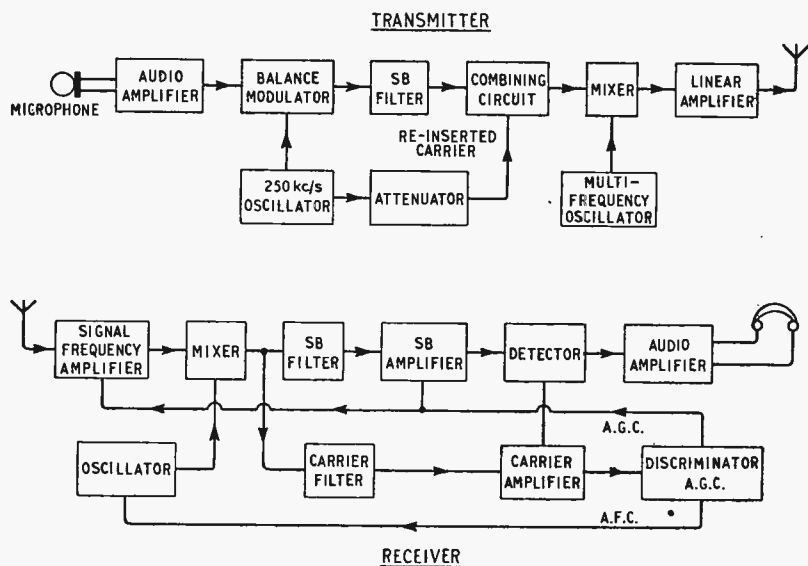 TRANSMITTER
MICROPHONE
AUDIO
AMPLIFIER
BALANCE
MODULATOR
SB
FILTER
COMBINING
CIRCUIT
MIXER
LINEAR
AMPLIFIER
RE-INSERTED
CARRIER
250 kc/s
OSCILLATOR
ATTENUATOR
MULTI-
FREQUENCY
OSCILLATOR
SIGNAL
FREQUENCY
AMPLIFIER
MIXER
SB
FILTER
SB
AMPLIFIER
DETECTOR
AUDIO
AMPLIFIER
A.G.C.
OSCILLATOR
CARRIER
FILTER
CARRIER
AMPLIFIER
DISCRIMINATOR
A.G.C.
A.F.C.
RECEIVER